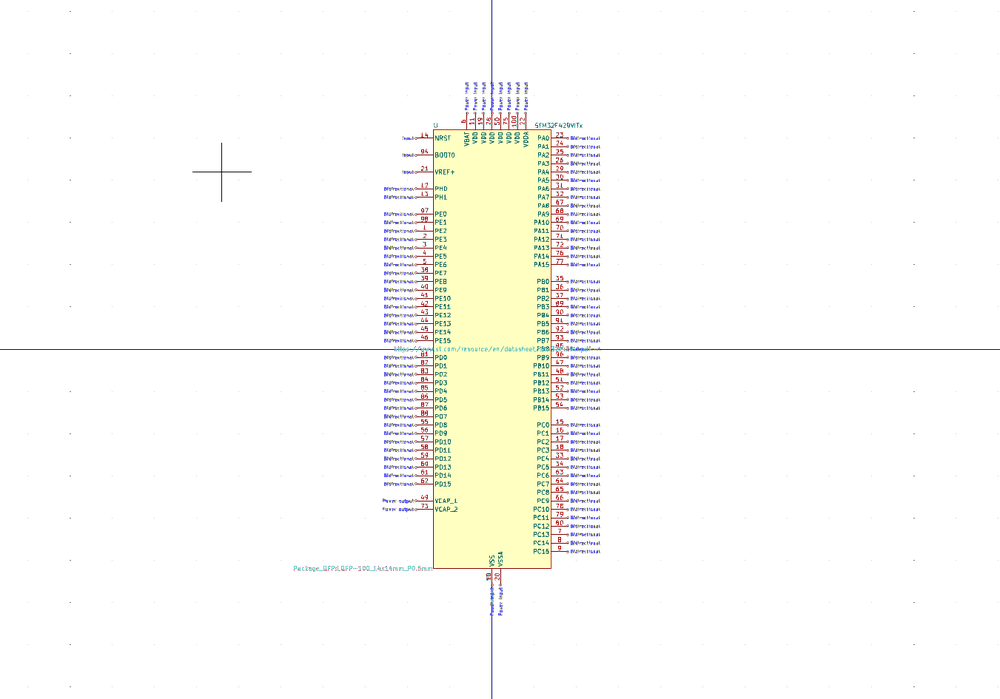 Power input
Power input
Power input
Power input
Power input
Power input
Power input
Power input
6 VBAT
11 VDD
19 VDD
28 VDD
50 VDD
75 VDD
100 VDD
22 VDDA
U
STM32F429VITx
Input 14 NRST
Input 94 BOOT0
Input 21 VREF+
Bidirectional 12 PH0
Bidirectional 13 PH1
Bidirectional 97 PE0
Bidirectional 98 PE1
Bidirectional 1 PE2
Bidirectional 2 PE3
Bidirectional 3 PE4
Bidirectional 4 PE5
Bidirectional 5 PE6
Bidirectional 38 PE7
Bidirectional 39 PE8
Bidirectional 40 PE9
Bidirectional 41 PE10
Bidirectional 42 PE11
Bidirectional 43 PE12
Bidirectional 44 PE13
Bidirectional 45 PE14
Bidirectional 46 PE15
Bidirectional 81 PD0
Bidirectional 82 PD1
Bidirectional 83 PD2
Bidirectional 84 PD3
Bidirectional 85 PD4
Bidirectional 86 PD5
Bidirectional 87 PD6
Bidirectional 88 PD7
Bidirectional 55 PD8
Bidirectional 56 PD9
Bidirectional 57 PD10
Bidirectional 58 PD11
Bidirectional 59 PD12
Bidirectional 60 PD13
Bidirectional 61 PD14
Bidirectional 62 PD15
Power output 49 VCAP_1
Power output 73 VCAP_2
PA0 23 Bidirectional
PA1 24 Bidirectional
PA2 25 Bidirectional
PA3 26 Bidirectional
PA4 29 Bidirectional
PA5 30 Bidirectional
PA6 31 Bidirectional
PA7 32 Bidirectional
PA8 67 Bidirectional
PA9 68 Bidirectional
PA10 69 Bidirectional
PA11 70 Bidirectional
PA12 71 Bidirectional
PA13 72 Bidirectional
PA14 76 Bidirectional
PA15 77 Bidirectional
PB0 35 Bidirectional
PB1 36 Bidirectional
PB2 37 Bidirectional
PB3 89 Bidirectional
PB4 90 Bidirectional
PB5 91 Bidirectional
PB6 92 Bidirectional
PB7 93 Bidirectional
PB8 95
PB9 96 Bidirectional
PB10 47 Bidirectional
PB11 48 Bidirectional
PB12 51 Bidirectional
PB13 52 Bidirectional
PB14 53 Bidirectional
PB15 54 Bidirectional
PC0 15 Bidirectional
PC1 16 Bidirectional
PC2 17 Bidirectional
PC3 18 Bidirectional
PC4 33 Bidirectional
PC5 34 Bidirectional
PC6 63 Bidirectional
PC7 64 Bidirectional
PC8 65 Bidirectional
PC9 66 Bidirectional
PC10 78 Bidirectional
PC11 79 Bidirectional
PC12 80 Bidirectional
PC13 7 Bidirectional
PC14 8 Bidirectional
PC15 9 Bidirectional
VSS
VSSA 20
Package_QFP:LQFP-100_14x14mm_P0.5mm
Power input
Power input